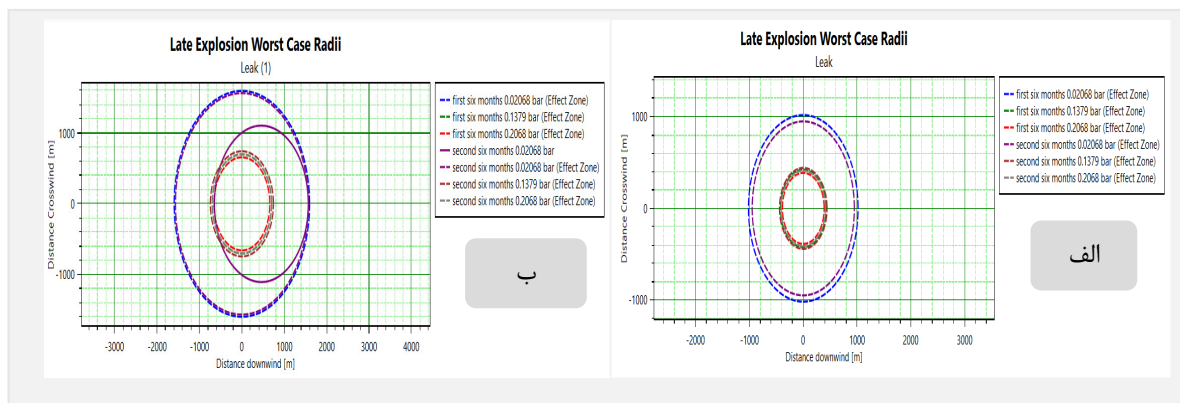 Late Explosion Worst Case Radii
Leak (1)
Distance Crosswind [m]
1000
0
-1000
-3000 -2000 -1000 0 1000 2000 3000 4000
Distance downwind [m]
first six months 0.02068 bar (Effect Zone)
first six months 0.1379 bar (Effect Zone)
first six months 0.2068 bar (Effect Zone)
second six months 0.02068 bar
second six months 0.02068 bar (Effect Zone)
second six months 0.1379 bar (Effect Zone)
second six months 0.2068 bar (Effect Zone)
ب
Late Explosion Worst Case Radii
Leak
Distance Crosswind [m]
1000
0
-1000
-2000 -1000 0 1000 2000 3000
Distance downwind [m]
first six months 0.02068 bar (Effect Zone)
first six months 0.1379 bar (Effect Zone)
first six months 0.2068 bar (Effect Zone)
second six months 0.02068 bar (Effect Zone)
second six months 0.1379 bar (Effect Zone)
second six months 0.2068 bar (Effect Zone)
الف